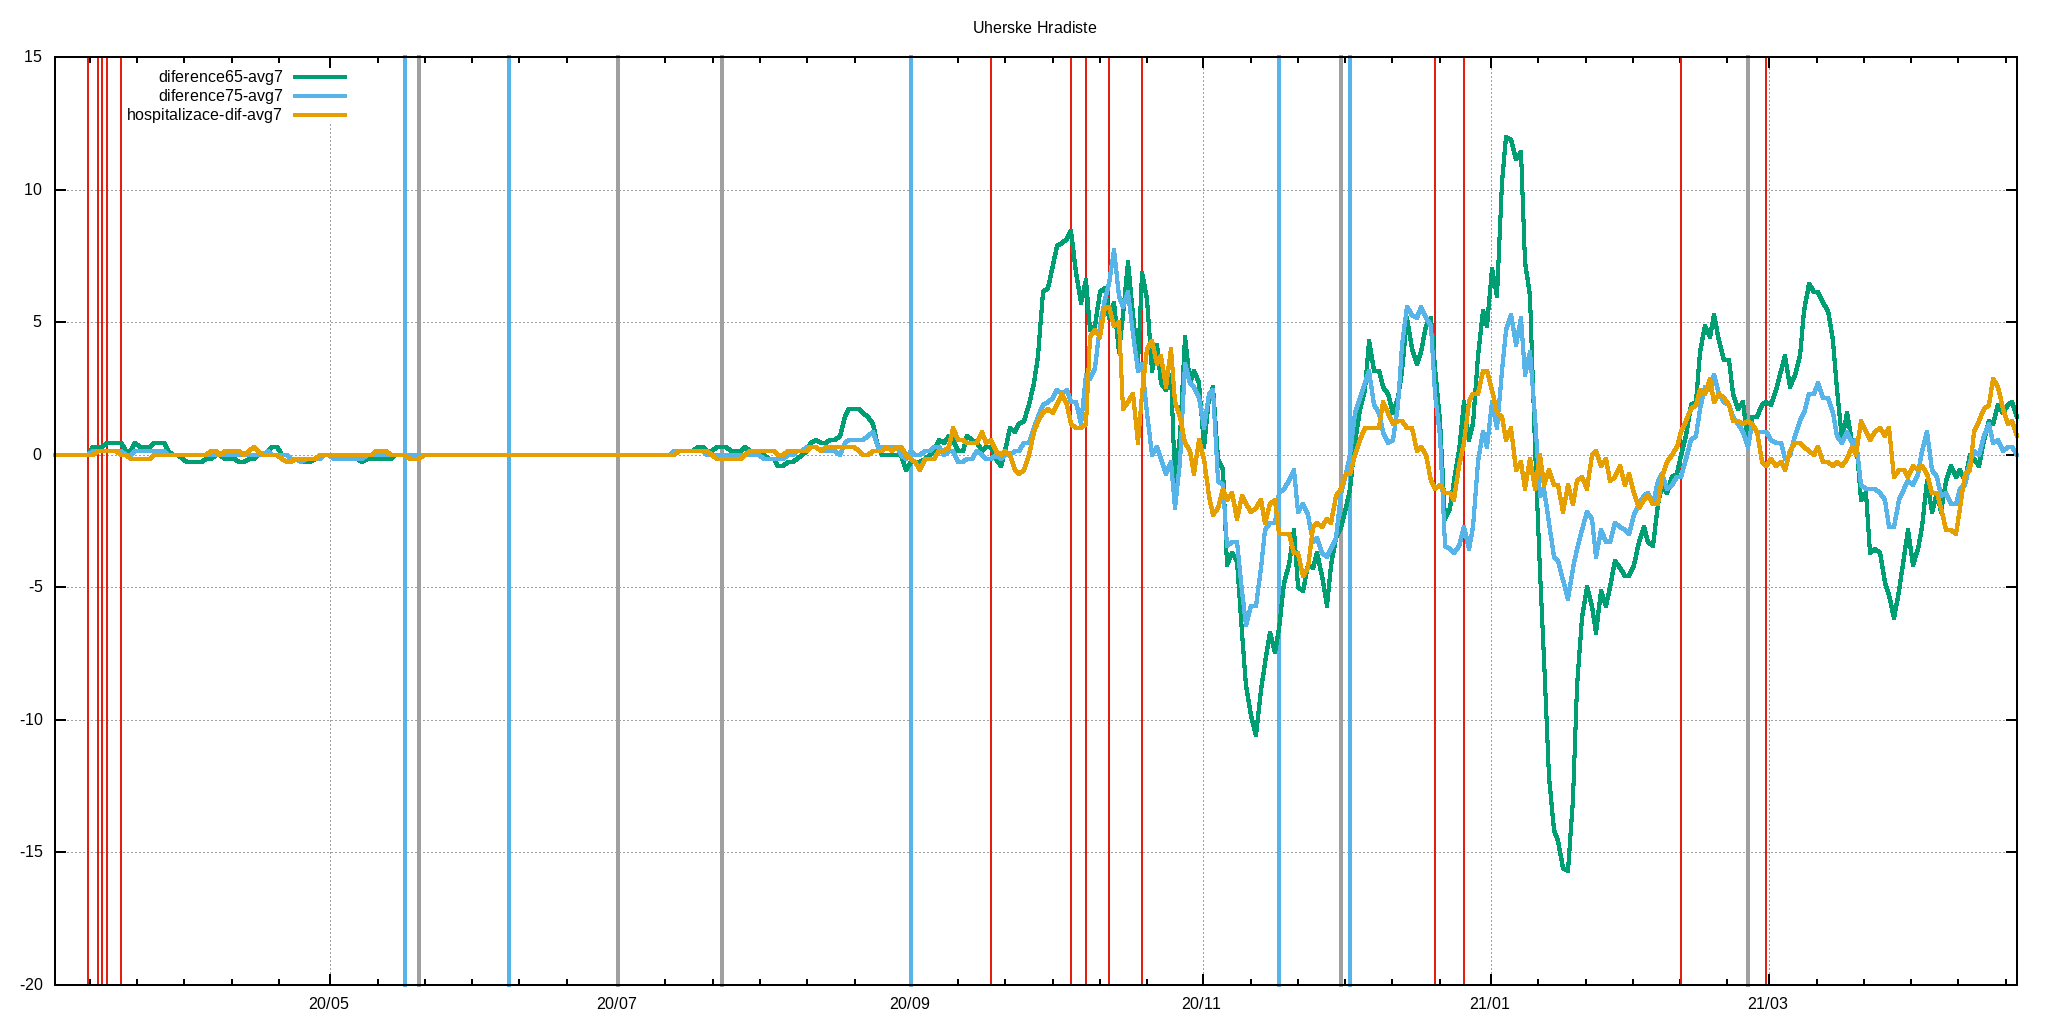 Uherske Hradiste
15
10
5
0
-5
-10
-15
-20
diference65-avg7
diference75-avg7
hospitalizace-dif-avg7
20/05 20/07 20/09 20/11 21/01 21/03